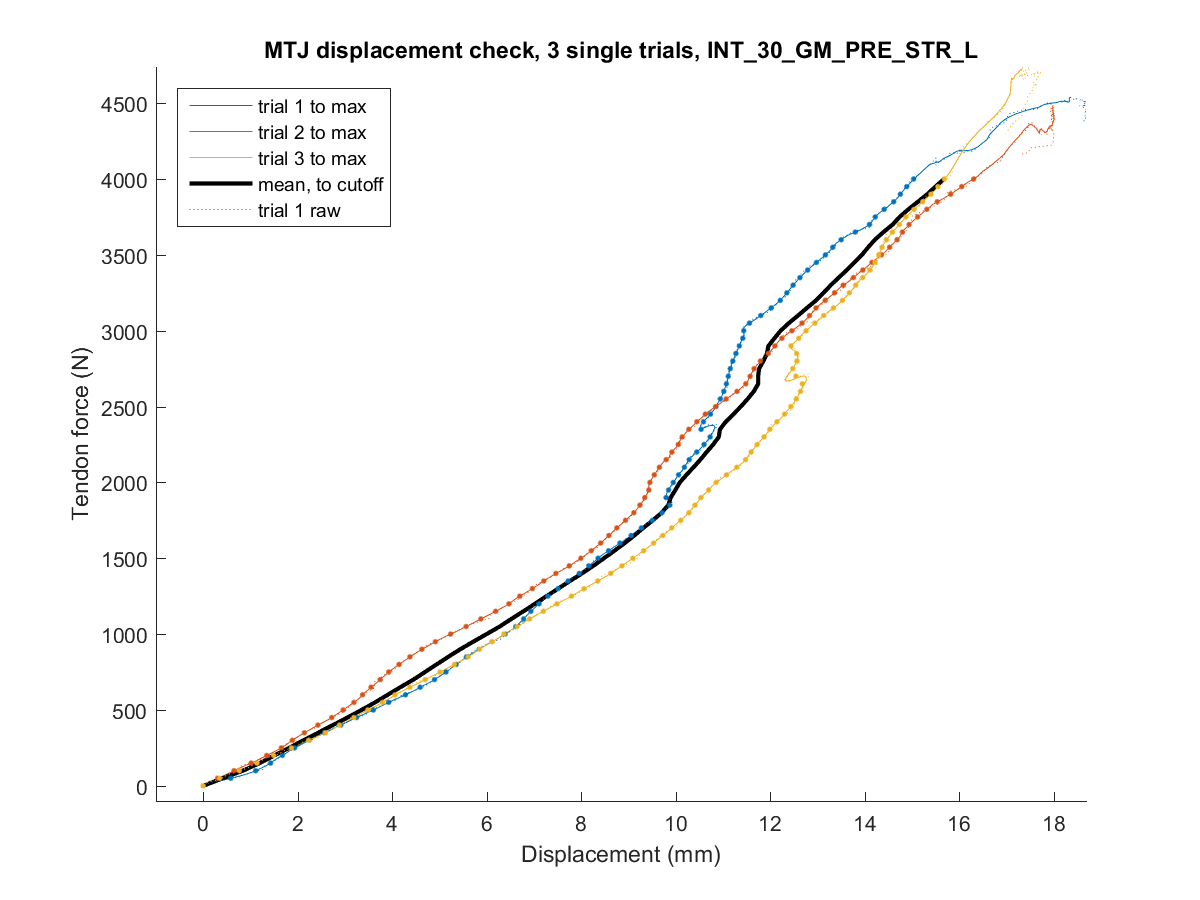 MTJ displacement check, 3 single trials, INT_30_GM_PRE_STR_L
trial 1 to max
trial 2 to max
trial 3 to max
mean, to cutoff
trial 1 raw
Tendon force (N)
4500
4000
3500
3000
2500
2000
1500
1000
500
0
0 2 4 6 8 10 12 14 16 18
Displacement (mm)